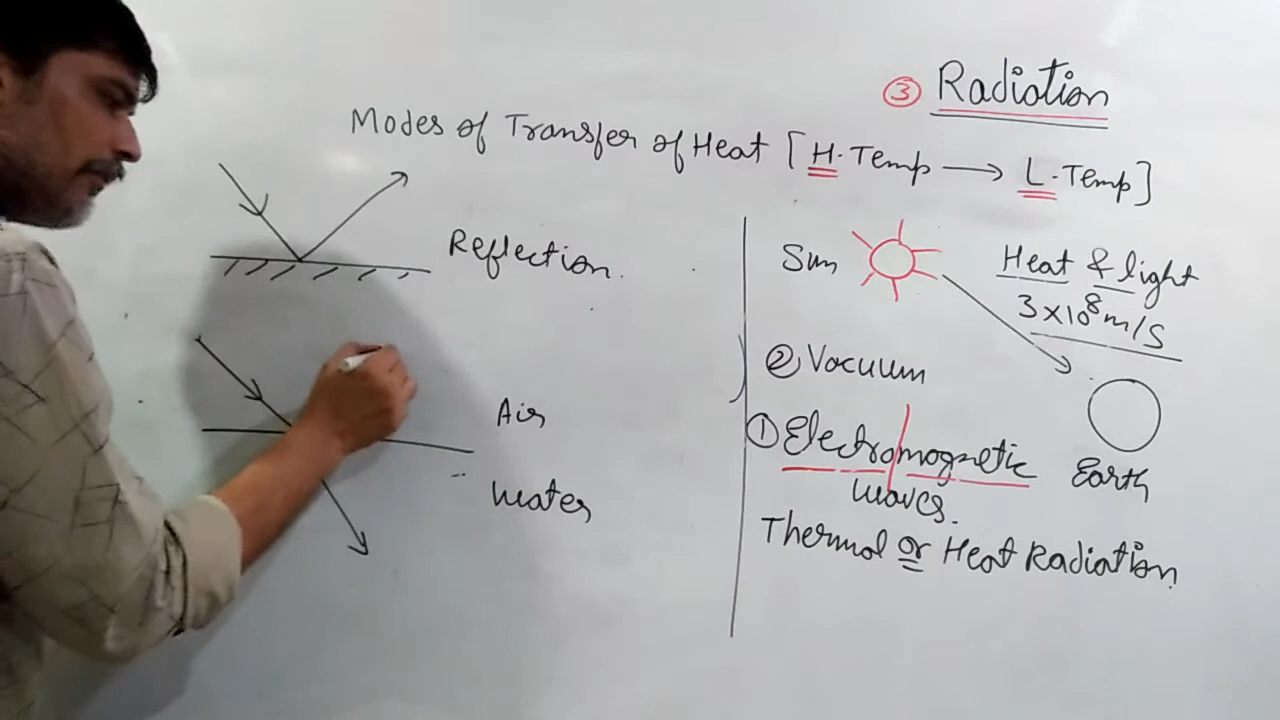 ③ Radiation
Modes of Transfer of Heat [H. Temp → L. Temp]
Reflection.
Air
Water
Sun
Heat & light
3×10⁸ m/s
② Vacuum
① Electromagnetic
waves.
Earth
Thermal or Heat Radiation